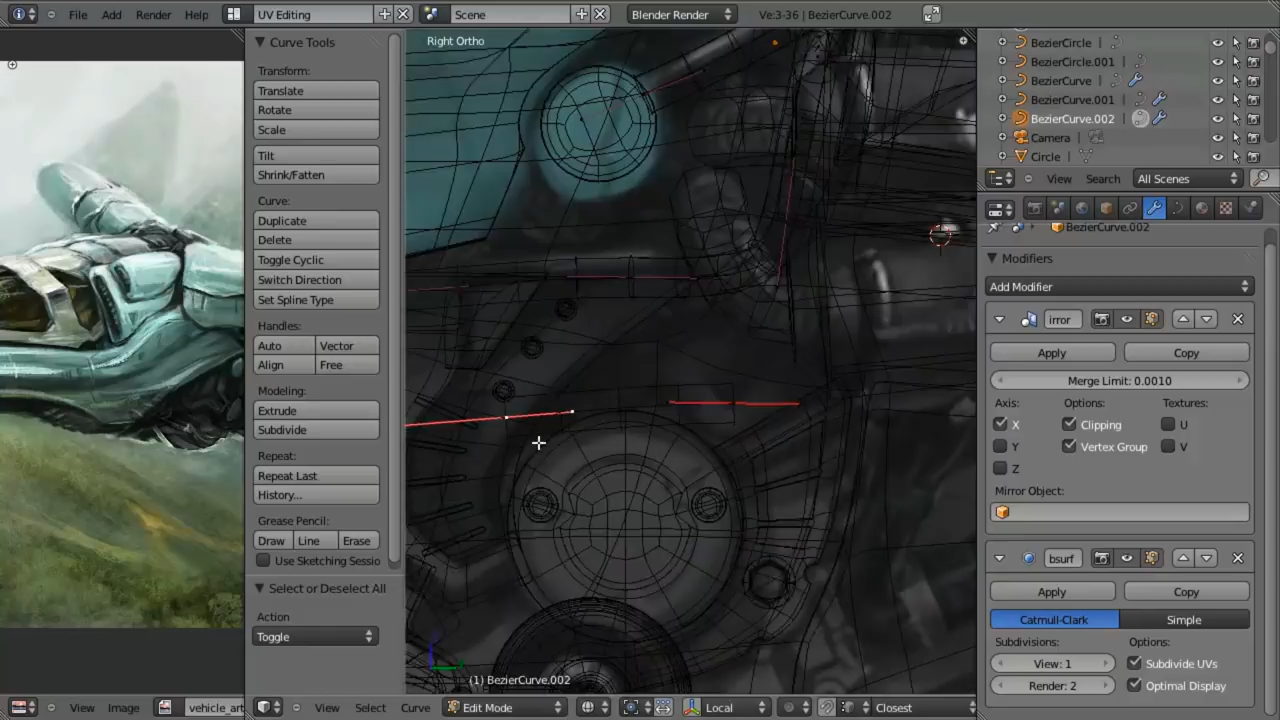 File Add Render Help UV Editing Scene Blender Render Ve:3-36 | BezierCurve.002
Curve Tools
Transform:
Translate
Rotate
Scale
Tilt
Shrink/Fatten
Curve:
Duplicate
Delete
Toggle Cyclic
Switch Direction
Set Spline Type
Handles:
Auto Vector
Align Free
Modeling:
Extrude
Subdivide
Repeat:
Repeat Last
History...
Grease Pencil:
Draw Line Erase
Use Sketching Sessio
Select or Deselect All
Action
Toggle
Right Ortho
(1) BezierCurve.002
BezierCircle
BezierCircle.001
BezierCurve
BezierCurve.001
BezierCurve.002
Camera
Circle
View Search All Scenes
BezierCurve.002
Modifiers
Add Modifier
irror
Apply Copy
Merge Limit: 0.0010
Axis: Options: Textures:
X Clipping U
Y Vertex Group V
Z
Mirror Object:
bsurf
Apply Copy
Catmull-Clark Simple
Subdivisions: Options:
View: 1 Subdivide UVs
Render: 2 Optimal Display
View Image vehicle_art View Select Curve Edit Mode Local Closest